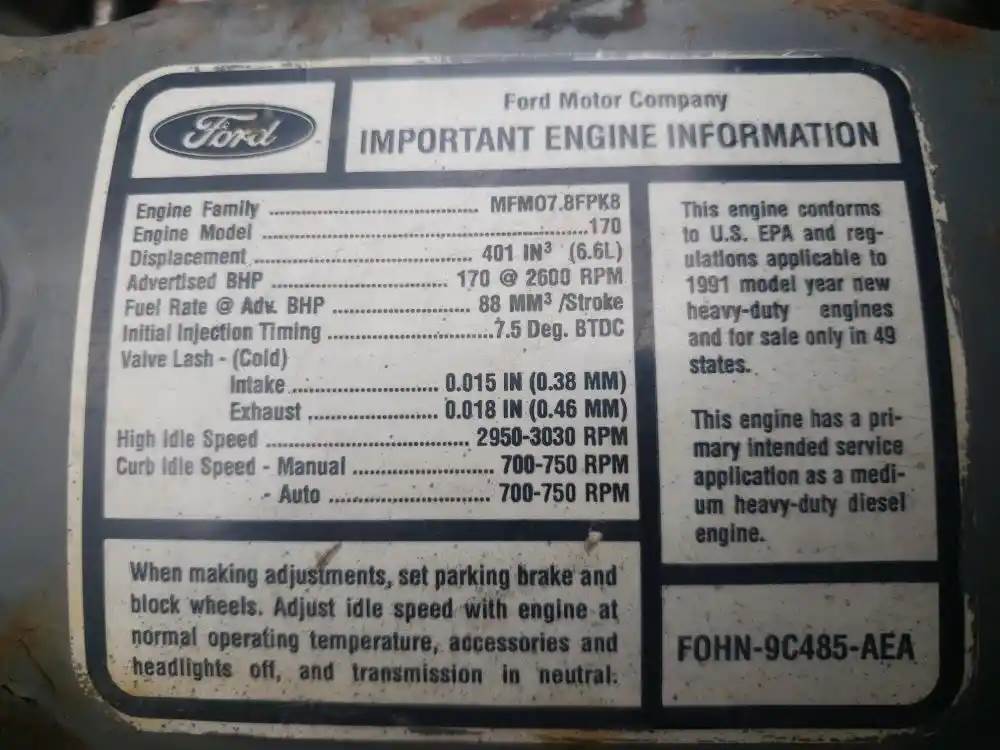 Ford
Ford Motor Company
IMPORTANT ENGINE INFORMATION
Engine Family ........................................ MFM07.8FPK8
Engine Model ..............................................................170
Displacement .......................................... 401 IN³ (6.6L)
Advertised BHP ................................. 170 @ 2600 RPM
Fuel Rate @ Adv. BHP ........................ 88 MM³ /Stroke
Initial Injection Timing .............................7.5 Deg. BTDC
Valve Lash - (Cold)
Intake .......................... 0.015 IN (0.38 MM)
Exhaust ....................... 0.018 IN (0.46 MM)
High Idle Speed .................................... 2950-3030 RPM
Curb Idle Speed - Manual ......................... 700-750 RPM
- Auto ............................. 700-750 RPM
When making adjustments, set parking brake and
block wheels. Adjust idle speed with engine at
normal operating temperature, accessories and
headlights off, and transmission in neutral.
This engine conforms
to U.S. EPA and reg-
ulations applicable to
1991 model year new
heavy-duty engines
and for sale only in 49
states.
This engine has a pri-
mary intended service
application as a medi-
um heavy-duty diesel
engine.
FOHN-9C485-AEA